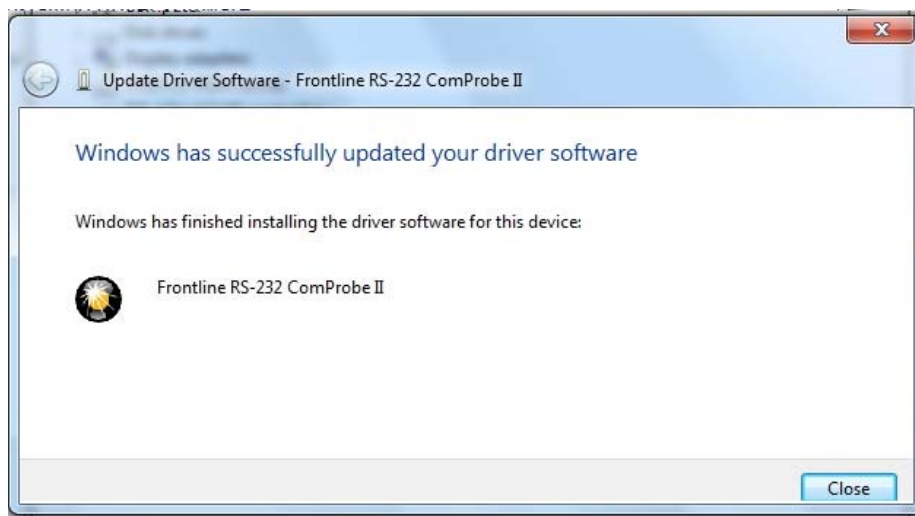 Update Driver Software - Frontline RS-232 ComProbe II
Windows has successfully updated your driver software
Windows has finished installing the driver software for this device:
Frontline RS-232 ComProbe II
Close